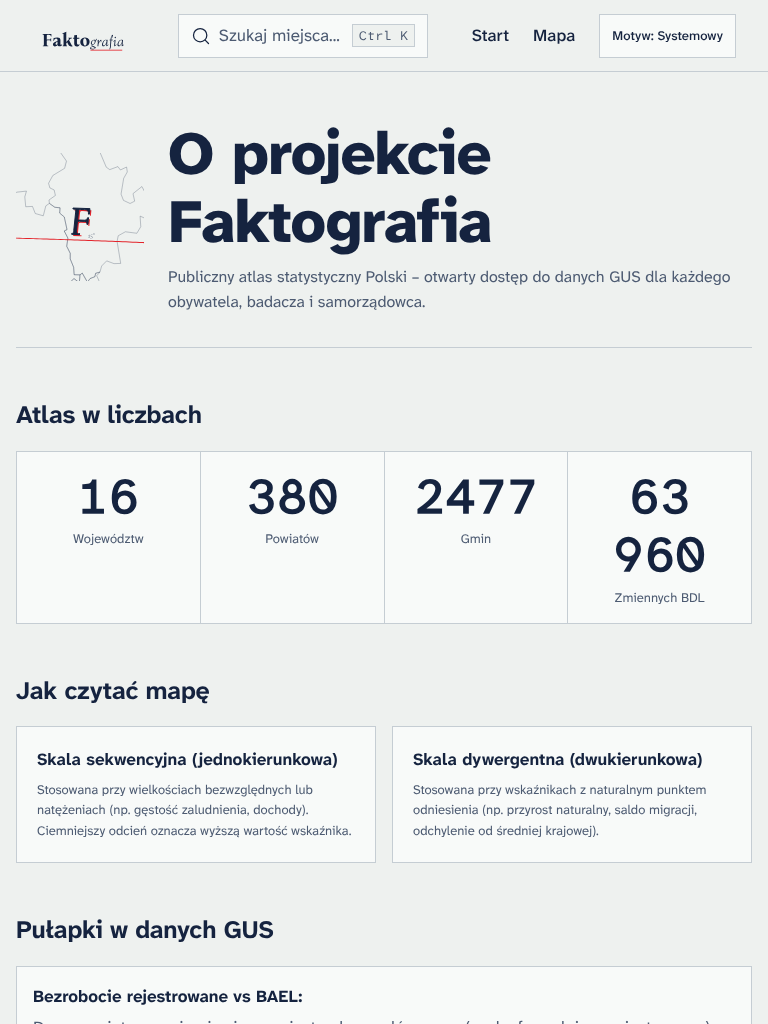 Faktografia
Szukaj miejsca...
Ctrl K
Start
Mapa
Motyw: Systemowy
F
O projekcie
Faktografia
Publiczny atlas statystyczny Polski – otwarty dostęp do danych GUS dla każdego
obywatela, badacza i samorządowca.
Atlas w liczbach
16
Województw
380
Powiatów
2477
Gmin
63
960
Zmiennych BDL
Jak czytać mapę
Skala sekwencyjna (jednokierunkowa)
Stosowana przy wielkościach bezwzględnych lub
natężeniach (np. gęstość zaludnienia, dochody).
Ciemniejszy odcień oznacza wyższą wartość wskaźnika.
Skala dywergentna (dwukierunkowa)
Stosowana przy wskaźnikach z naturalnym punktem
odniesienia (np. przyrost naturalny, saldo migracji,
odchylenie od średniej krajowej).
Pułapki w danych GUS
Bezrobocie rejestrowane vs BAEL: